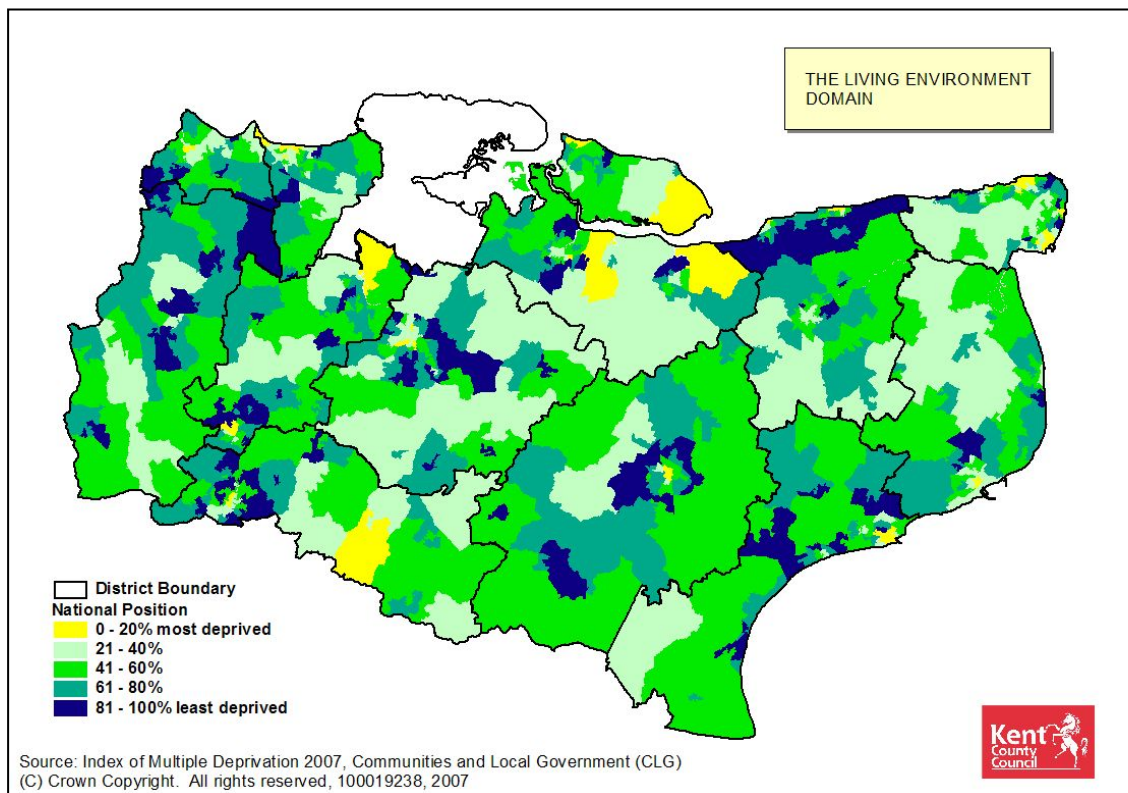 THE LIVING ENVIRONMENT
DOMAIN
District Boundary
National Position
0 - 20% most deprived
21 - 40%
41 - 60%
61 - 80%
81 - 100% least deprived
Kent
County
Council
Source: Index of Multiple Deprivation 2007, Communities and Local Government (CLG)
(C) Crown Copyright. All rights reserved, 100019238, 2007